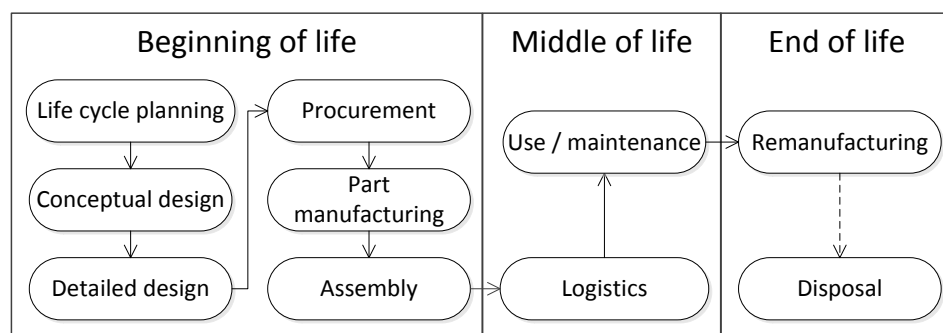 Beginning of life
Life cycle planning
Conceptual design
Detailed design
Procurement
Part
manufacturing
Assembly
Middle of life
Use / maintenance
Logistics
End of life
Remanufacturing
Disposal